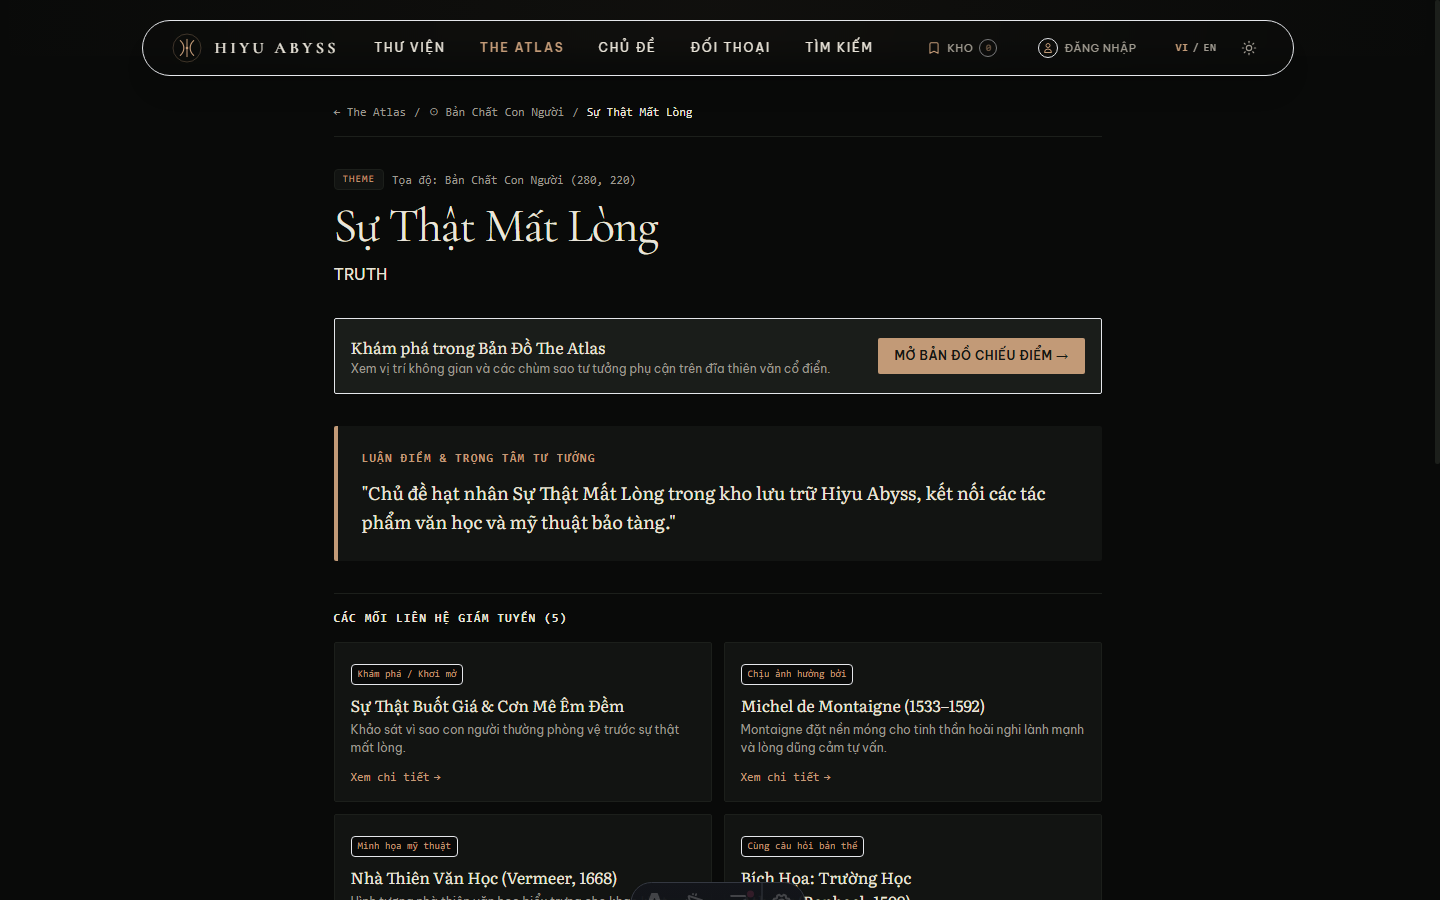 HIYU ABYSS THƯ VIỆN THE ATLAS CHỦ ĐỀ ĐỐI THOẠI TÌM KIẾM KHO 0 ĐĂNG NHẬP VI / EN
← The Atlas / Bản Chất Con Người / Sự Thật Mất Lòng
THEME Tọa độ: Bản Chất Con Người (280, 220)
Sự Thật Mất Lòng
TRUTH
Khám phá trong Bản Đồ The Atlas
Xem vị trí không gian và các chùm sao tư tưởng phụ cận trên đĩa thiên văn cổ điển.
MỞ BẢN ĐỒ CHIẾU ĐIỂM →
LUẬN ĐIỂM & TRỌNG TÂM TƯ TƯỞNG
"Chủ đề hạt nhân Sự Thật Mất Lòng trong kho lưu trữ Hiyu Abyss, kết nối các tác
phẩm văn học và mỹ thuật bảo tàng."
CÁC MỐI LIÊN HỆ GIÁM TUYỂN (5)
Khám phá / Khơi mở
Sự Thật Buốt Giá & Cơn Mê Êm Đềm
Khảo sát vì sao con người thường phòng vệ trước sự thật
mất lòng.
Xem chi tiết →
Chịu ảnh hưởng bởi
Michel de Montaigne (1533–1592)
Montaigne đặt nền móng cho tinh thần hoài nghi lành mạnh
và lòng dũng cảm tự vấn.
Xem chi tiết →
Minh họa mỹ thuật
Nhà Thiên Văn Học (Vermeer, 1668)
Cùng câu hỏi bản thể
Bích Họa: Trường Học